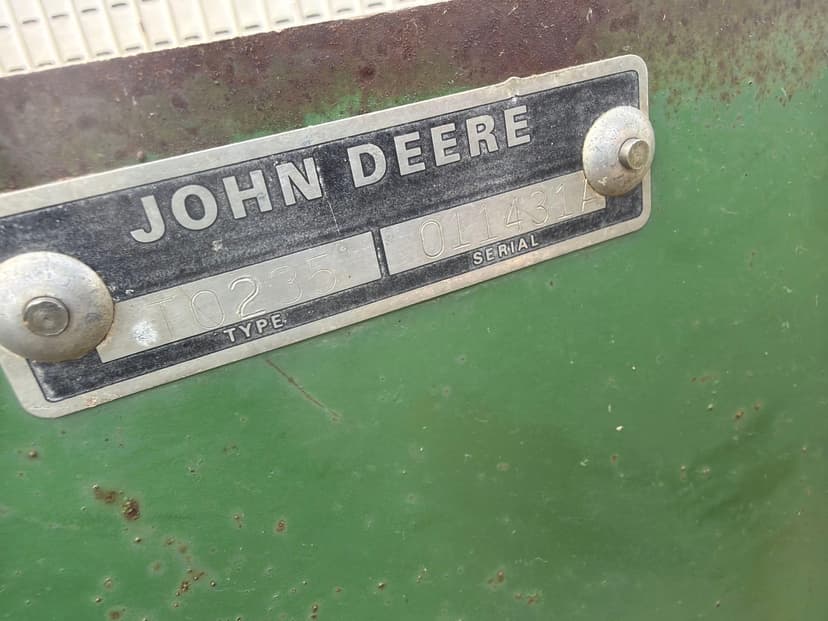 JOHN DEERE
T0235 011431A
TYPE SERIAL